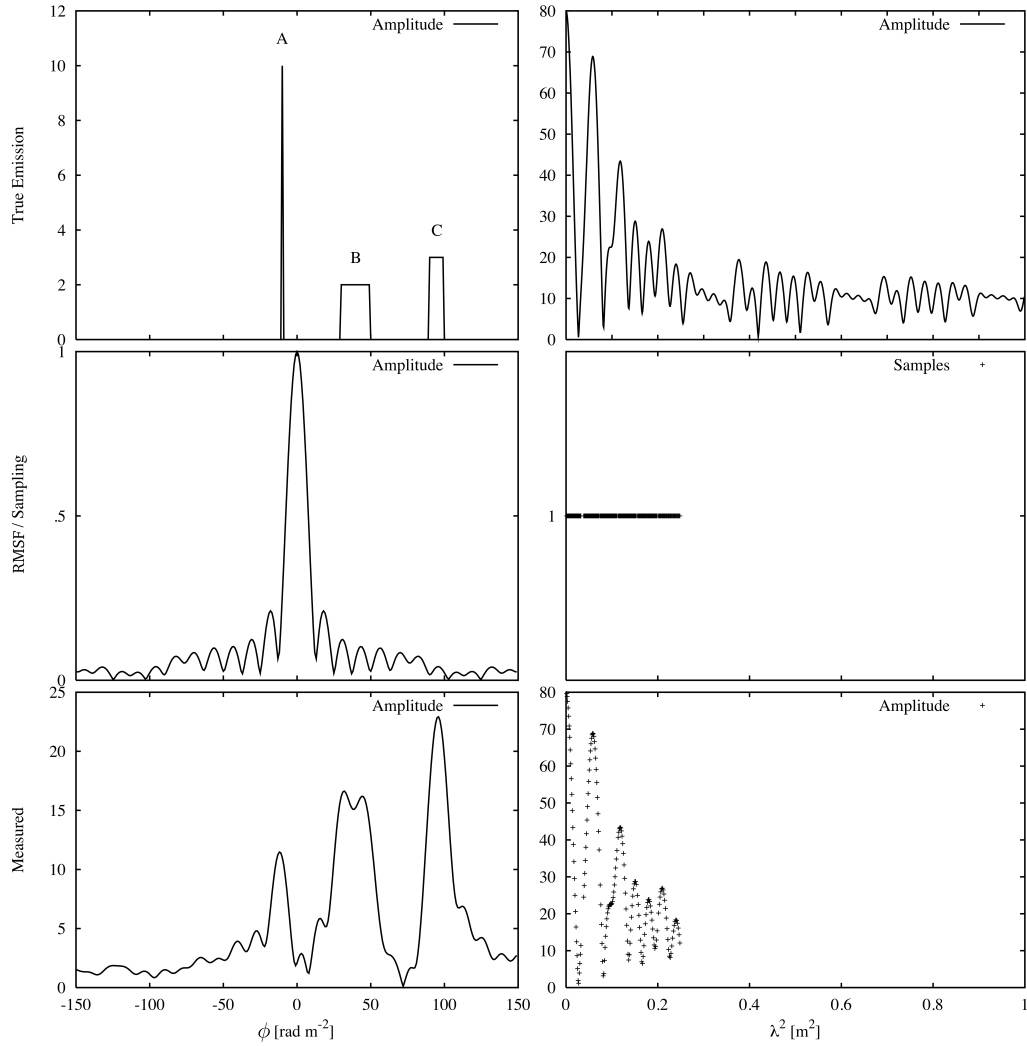 True Emission
12
10
8
6
4
2
0
A
B
C
Amplitude
80
70
60
50
40
30
20
10
0
Amplitude
RMSF / Sampling
1
.5
0
Amplitude
1
Samples
Measured
25
20
15
10
5
0
Amplitude
-150 -100 -50 0 50 100 150
ϕ [rad m-2]
80
70
60
50
40
30
20
10
0
Amplitude
0 0.2 0.4 0.6 0.8 1
λ2 [m2]